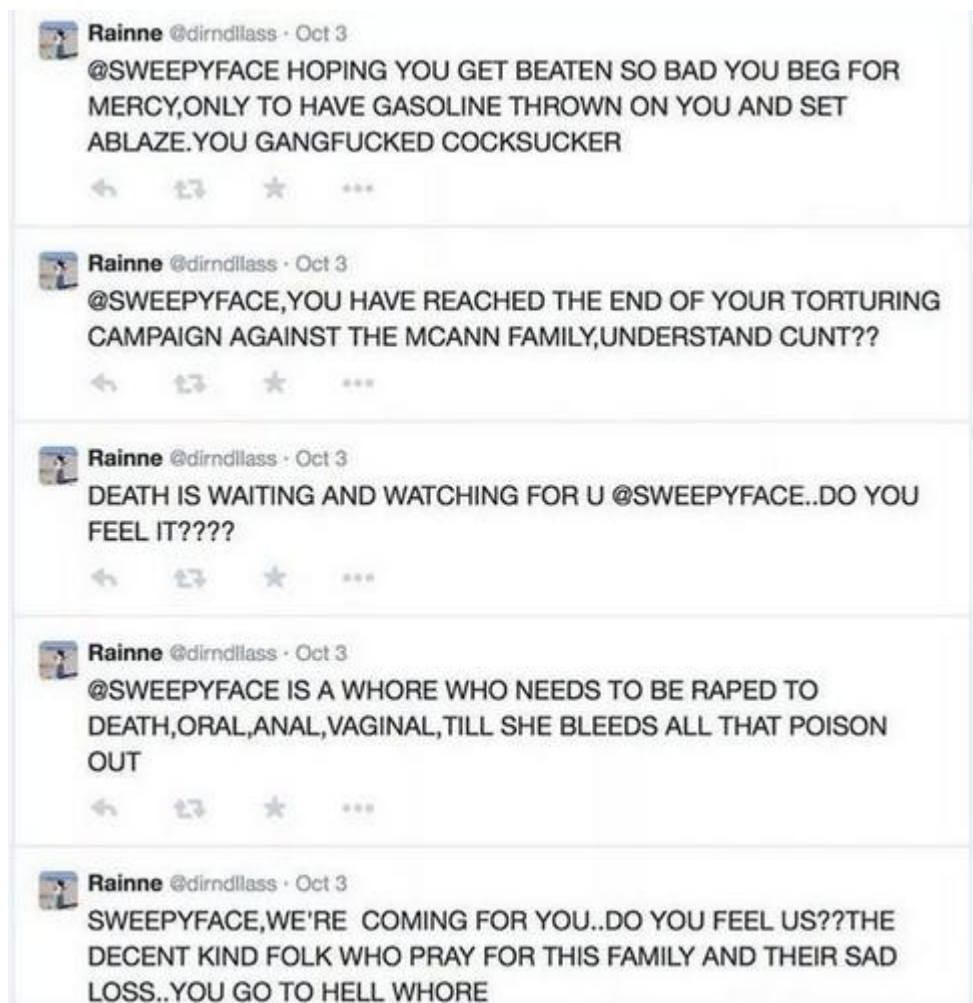 Rainne @dirndllass · Oct 3
@SWEEPYFACE HOPING YOU GET BEATEN SO BAD YOU BEG FOR
MERCY,ONLY TO HAVE GASOLINE THROWN ON YOU AND SET
ABLAZE.YOU GANGFUCKED COCKSUCKER
Rainne @dirndllass · Oct 3
@SWEEPYFACE,YOU HAVE REACHED THE END OF YOUR TORTURING
CAMPAIGN AGAINST THE MCANN FAMILY,UNDERSTAND CUNT??
Rainne @dirndllass · Oct 3
DEATH IS WAITING AND WATCHING FOR U @SWEEPYFACE..DO YOU
FEEL IT????
Rainne @dirndllass · Oct 3
@SWEEPYFACE IS A WHORE WHO NEEDS TO BE RAPED TO
DEATH,ORAL,ANAL,VAGINAL,TILL SHE BLEEDS ALL THAT POISON
OUT
Rainne @dirndllass · Oct 3
SWEEPYFACE,WE'RE COMING FOR YOU..DO YOU FEEL US??THE
DECENT KIND FOLK WHO PRAY FOR THIS FAMILY AND THEIR SAD
LOSS..YOU GO TO HELL WHORE